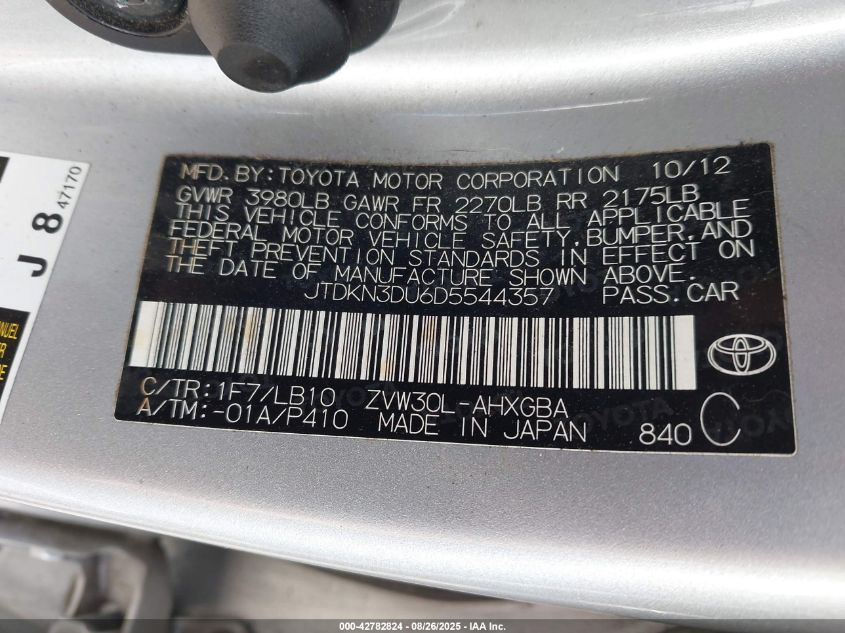 MFD. BY: TOYOTA MOTOR CORPORATION 10/12
GVWR 3980LB GAWR FR 2270LB RR 2175LB
THIS VEHICLE CONFORMS TO ALL APPLICABLE
FEDERAL MOTOR VEHICLE SAFETY, BUMPER, AND
THEFT PREVENTION STANDARDS IN EFFECT ON
THE DATE OF MANUFACTURE SHOWN ABOVE.
JTDKN3DU6D5544357 PASS.CAR
C/TR:1F7/LB10 ZVW30L-AHXGBA
A/TM:-01A/P410 MADE IN JAPAN 840 C
J 8 47170
000-42782824 - 08/26/2025 - IAA Inc.